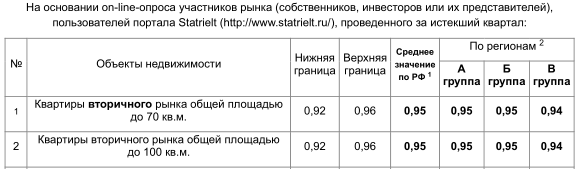 На основании on-line-опроса участников рынка (собственников, инвесторов или их представителей),
пользователей портала Statrielt (http://www.statrielt.ru/), проведенного за истекший квартал:
№ Объекты недвижимости Нижняя граница Верхняя граница Среднее значение по РФ 1 По регионам 2
А группа Б группа В группа
1 Квартиры вторичного рынка общей площадью до 70 кв.м. 0,92 0,96 0,95 0,95 0,95 0,94
2 Квартиры вторичного рынка общей площадью до 100 кв.м. 0,92 0,96 0,95 0,95 0,95 0,94